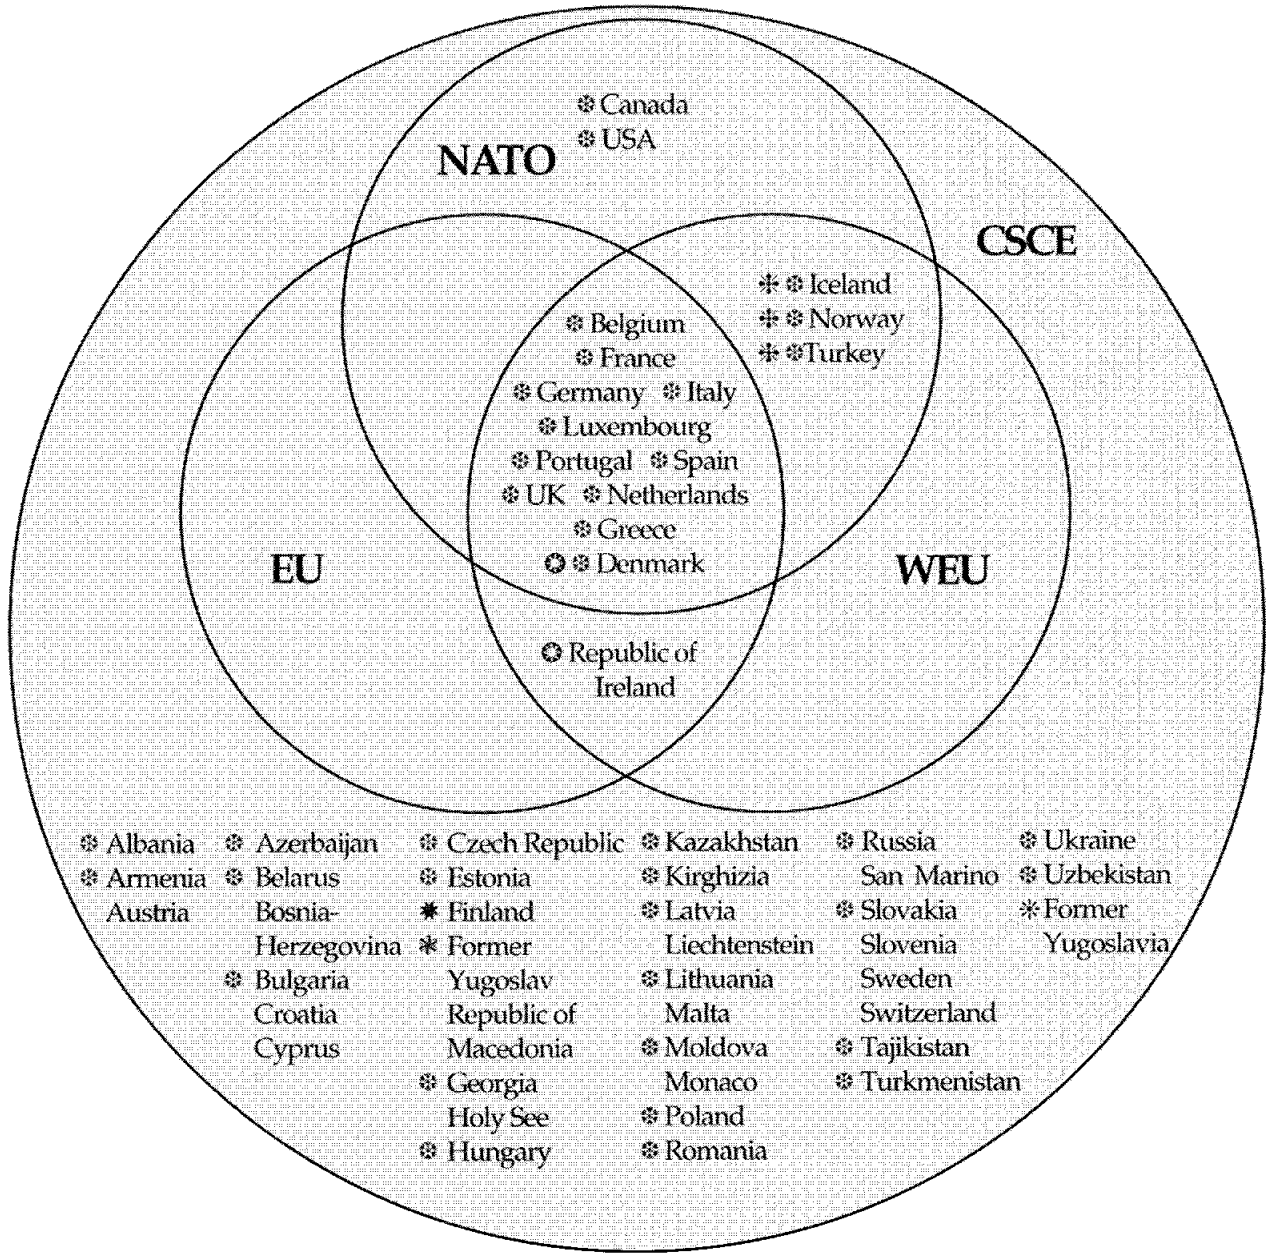 Canada
USA
NATO
CSCE
Iceland
Norway
Turkey
Belgium
France
Germany Italy
Luxembourg
Portugal Spain
UK Netherlands
Greece
Denmark
EU
WEU
Republic of
Ireland
Albania
Armenia
Austria
Azerbaijan
Belarus
Bosnia-
Herzegovina
Bulgaria
Croatia
Cyprus
Czech Republic
Estonia
Finland
Former
Yugoslav
Republic of
Macedonia
Georgia
Holy See
Hungary
Kazakhstan
Kirghizia
Latvia
Liechtenstein
Lithuania
Malta
Moldova
Monaco
Poland
Romania
Russia
San Marino
Slovakia
Slovenia
Sweden
Switzerland
Tajikistan
Turkmenistan
Ukraine
Uzbekistan
Former
Yugoslavia